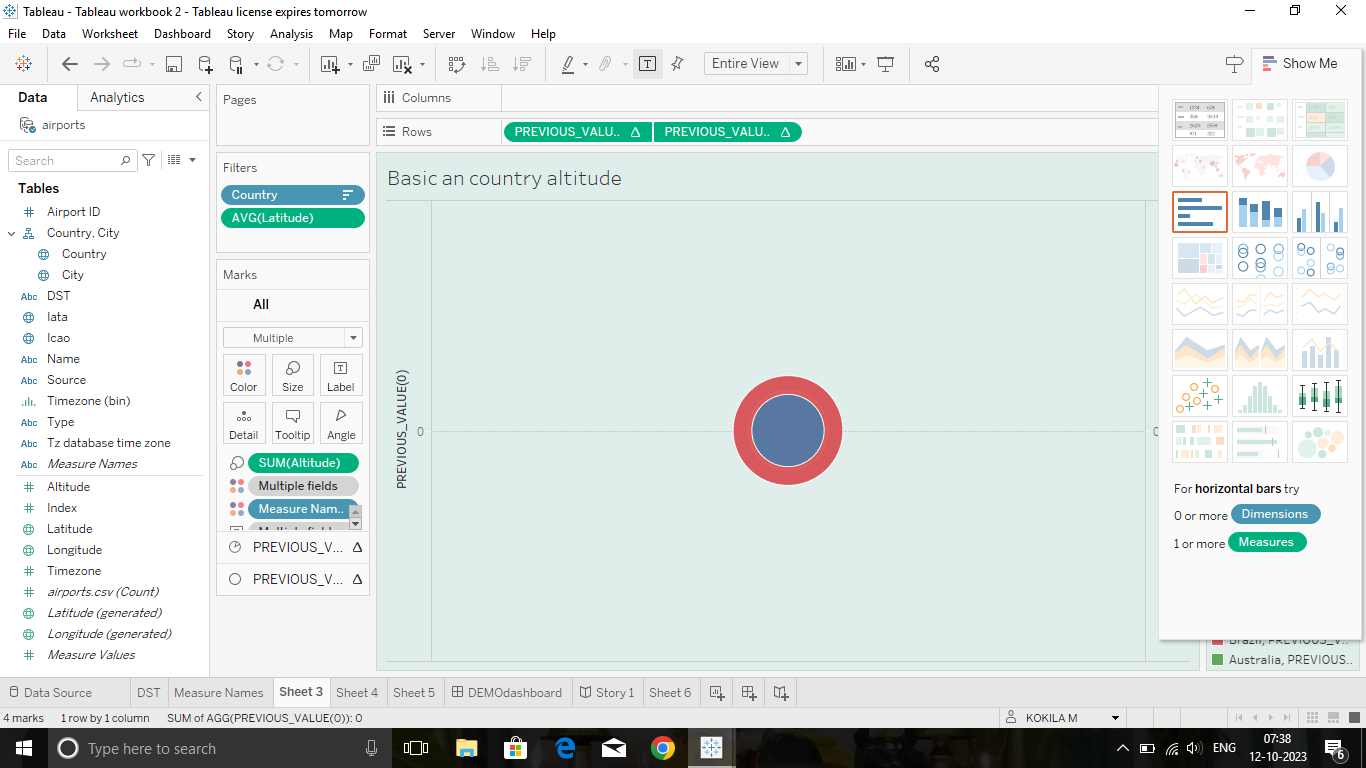 Tableau - Tableau workbook 2 - Tableau license expires tomorrow
File Data Worksheet Dashboard Story Analysis Map Format Server Window Help
Entire View
Show Me
Data Analytics
airports
Search
Tables
Airport ID
Country, City
Country
City
Abc DST
Iata
Icao
Abc Name
Abc Source
Timezone (bin)
Abc Type
Abc Tz database time zone
Abc Measure Names
Altitude
Index
Latitude
Longitude
Timezone
airports.csv (Count)
Latitude (generated)
Longitude (generated)
Measure Values
Pages
Filters
Country
AVG(Latitude)
Marks
All
Multiple
Color Size Label
Detail Tooltip Angle
SUM(Altitude)
Multiple fields
Measure Nam..
PREVIOUS_V... Δ
PREVIOUS_V... Δ
Columns
Rows
PREVIOUS_VALU.. Δ PREVIOUS_VALU.. Δ
Basic an country altitude
PREVIOUS_VALUE(0)
0
For horizontal bars try
0 or more Dimensions
1 or more Measures
Brazil, PREVIOUS_V..
Australia, PREVIOUS..
Data Source DST Measure Names Sheet 3 Sheet 4 Sheet 5 DEMOdashboard Story 1 Sheet 6
4 marks 1 row by 1 column SUM of AGG(PREVIOUS_VALUE(0)): 0
KOKILA M
Type here to search
ENG
07:38
12-10-2023
6